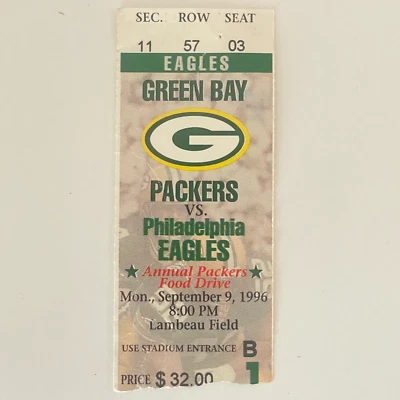 SEC. ROW SEAT
11 57 03
EAGLES
GREEN BAY
G
PACKERS
VS.
Philadelphia
EAGLES
Annual Packers
Food Drive
Mon., September 9, 1996
8:00 PM
Lambeau Field
USE STADIUM ENTRANCE B
PRICE $ 32.00 1